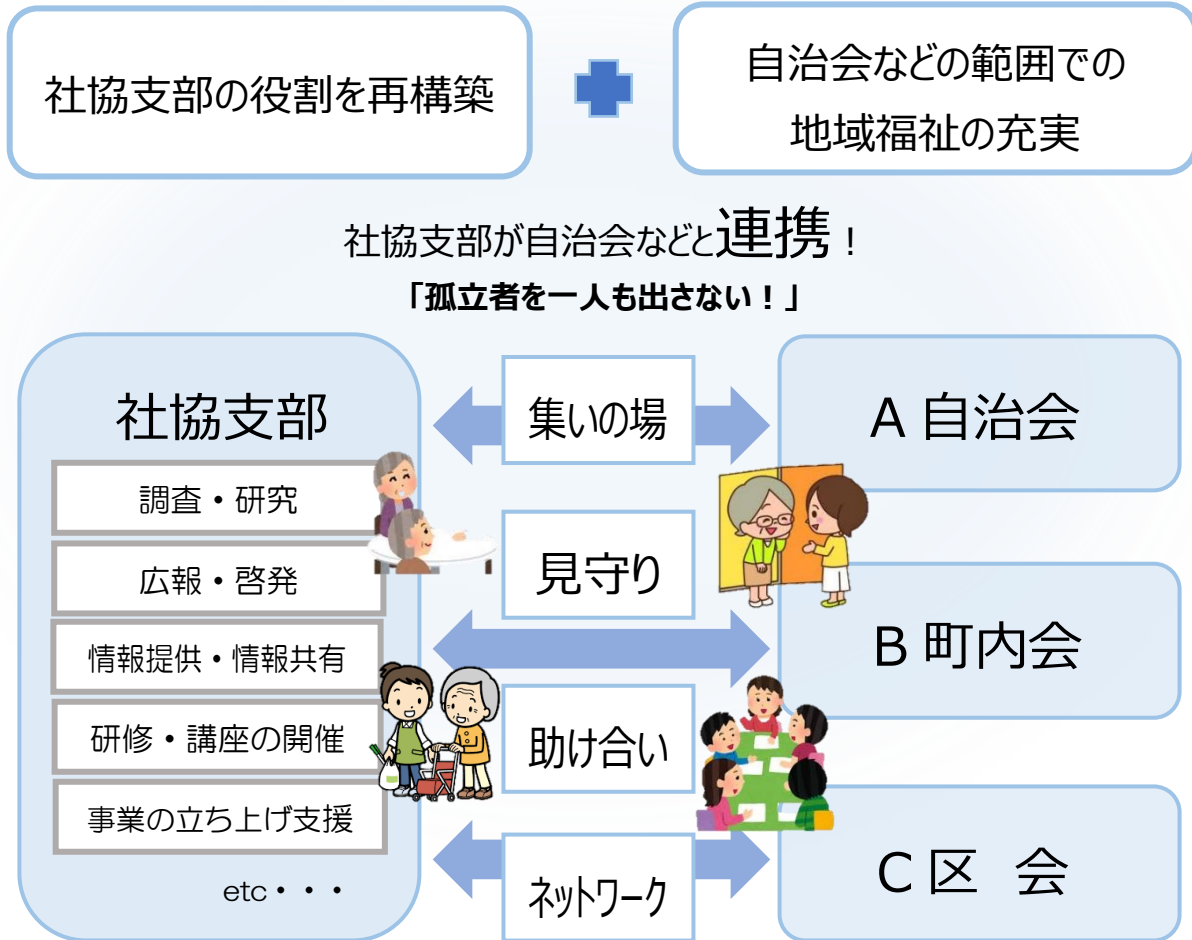 社協支部の役割を再構築
自治会などの範囲での
地域福祉の充実
社協支部が自治会などと連携！
「孤立者を一人も出さない！」
社協支部
調査・研究
広報・啓発
情報提供・情報共有
研修・講座の開催
事業の立ち上げ支援
etc・・・
集いの場
見守り
助け合い
ネットワーク
A 自治会
B 町内会
C 区 会